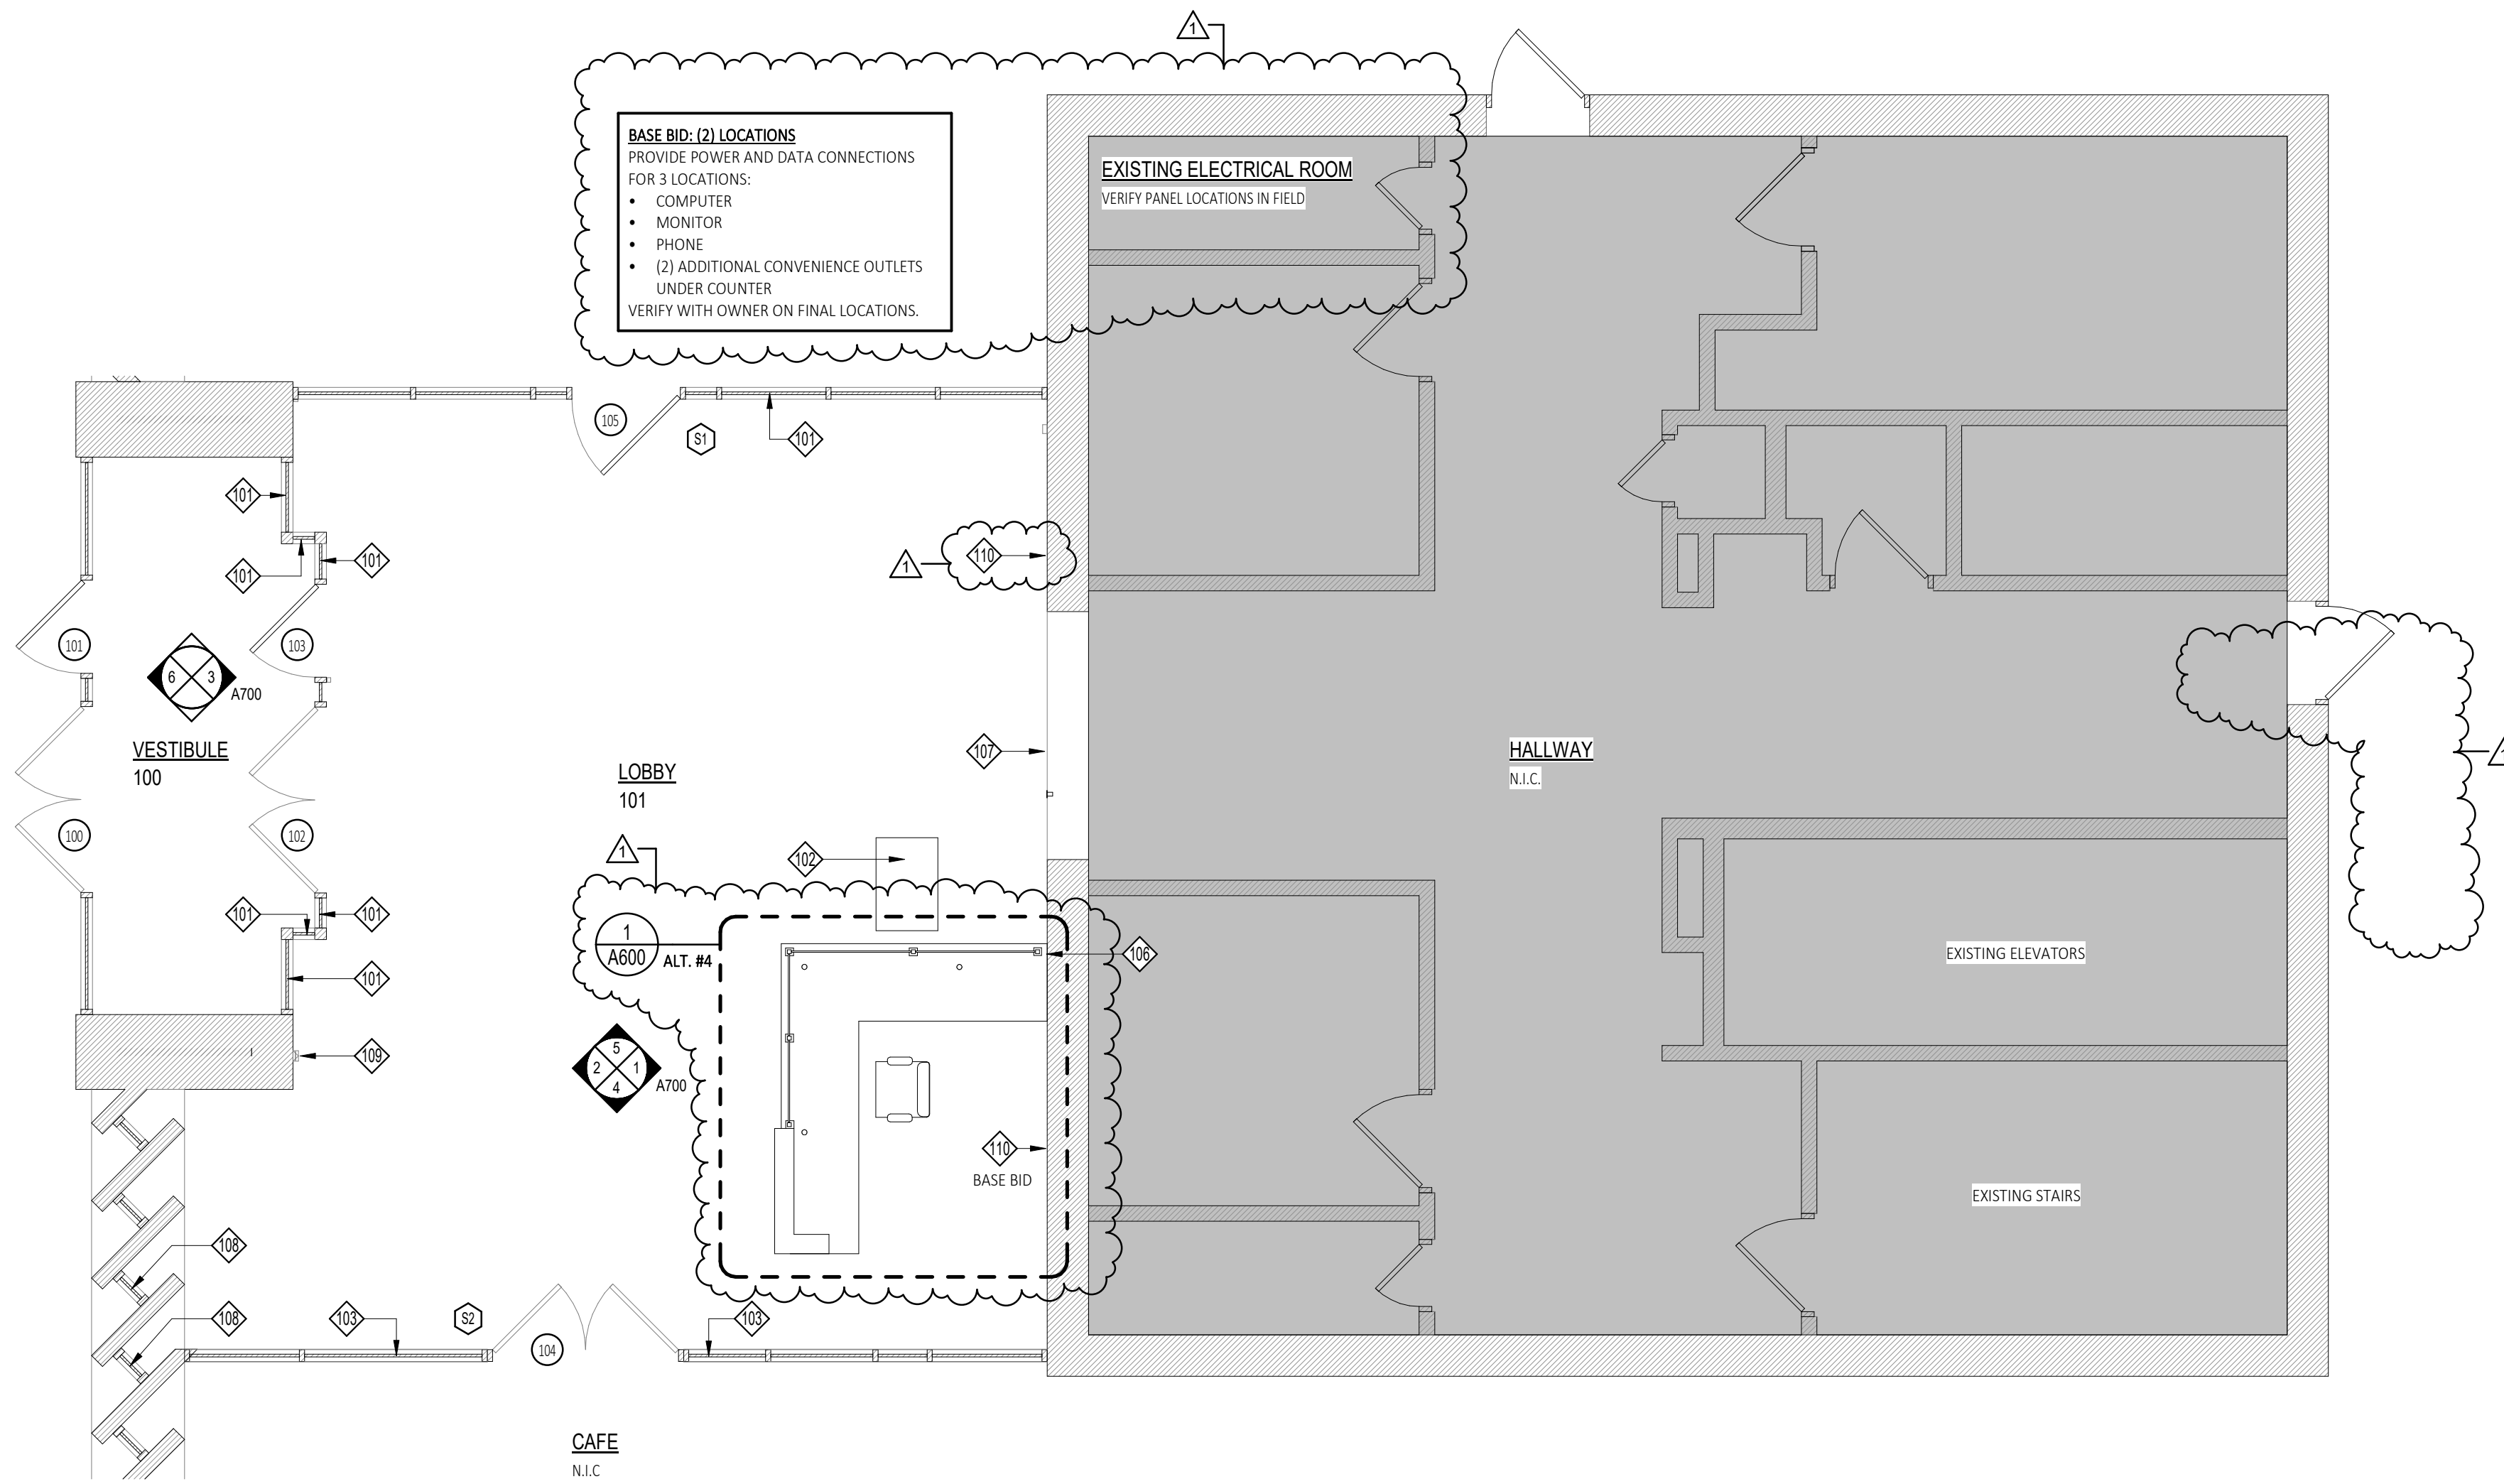 1
BASE BID: (2) LOCATIONS
PROVIDE POWER AND DATA CONNECTIONS
FOR 3 LOCATIONS:
• COMPUTER
• MONITOR
• PHONE
• (2) ADDITIONAL CONVENIENCE OUTLETS
UNDER COUNTER
VERIFY WITH OWNER ON FINAL LOCATIONS.
EXISTING ELECTRICAL ROOM
VERIFY PANEL LOCATIONS IN FIELD
105
S1
101
101
101
101
110
1
101
103
6
3
A700
VESTIBULE
100
107
HALLWAY
N.I.C.
1
LOBBY
101
100
102
1
102
101
101
1
A600
ALT. #4
106
EXISTING ELEVATORS
101
109
5
2
1
4
A700
110
BASE BID
EXISTING STAIRS
108
108
103
S2
103
104
CAFE
N.I.C